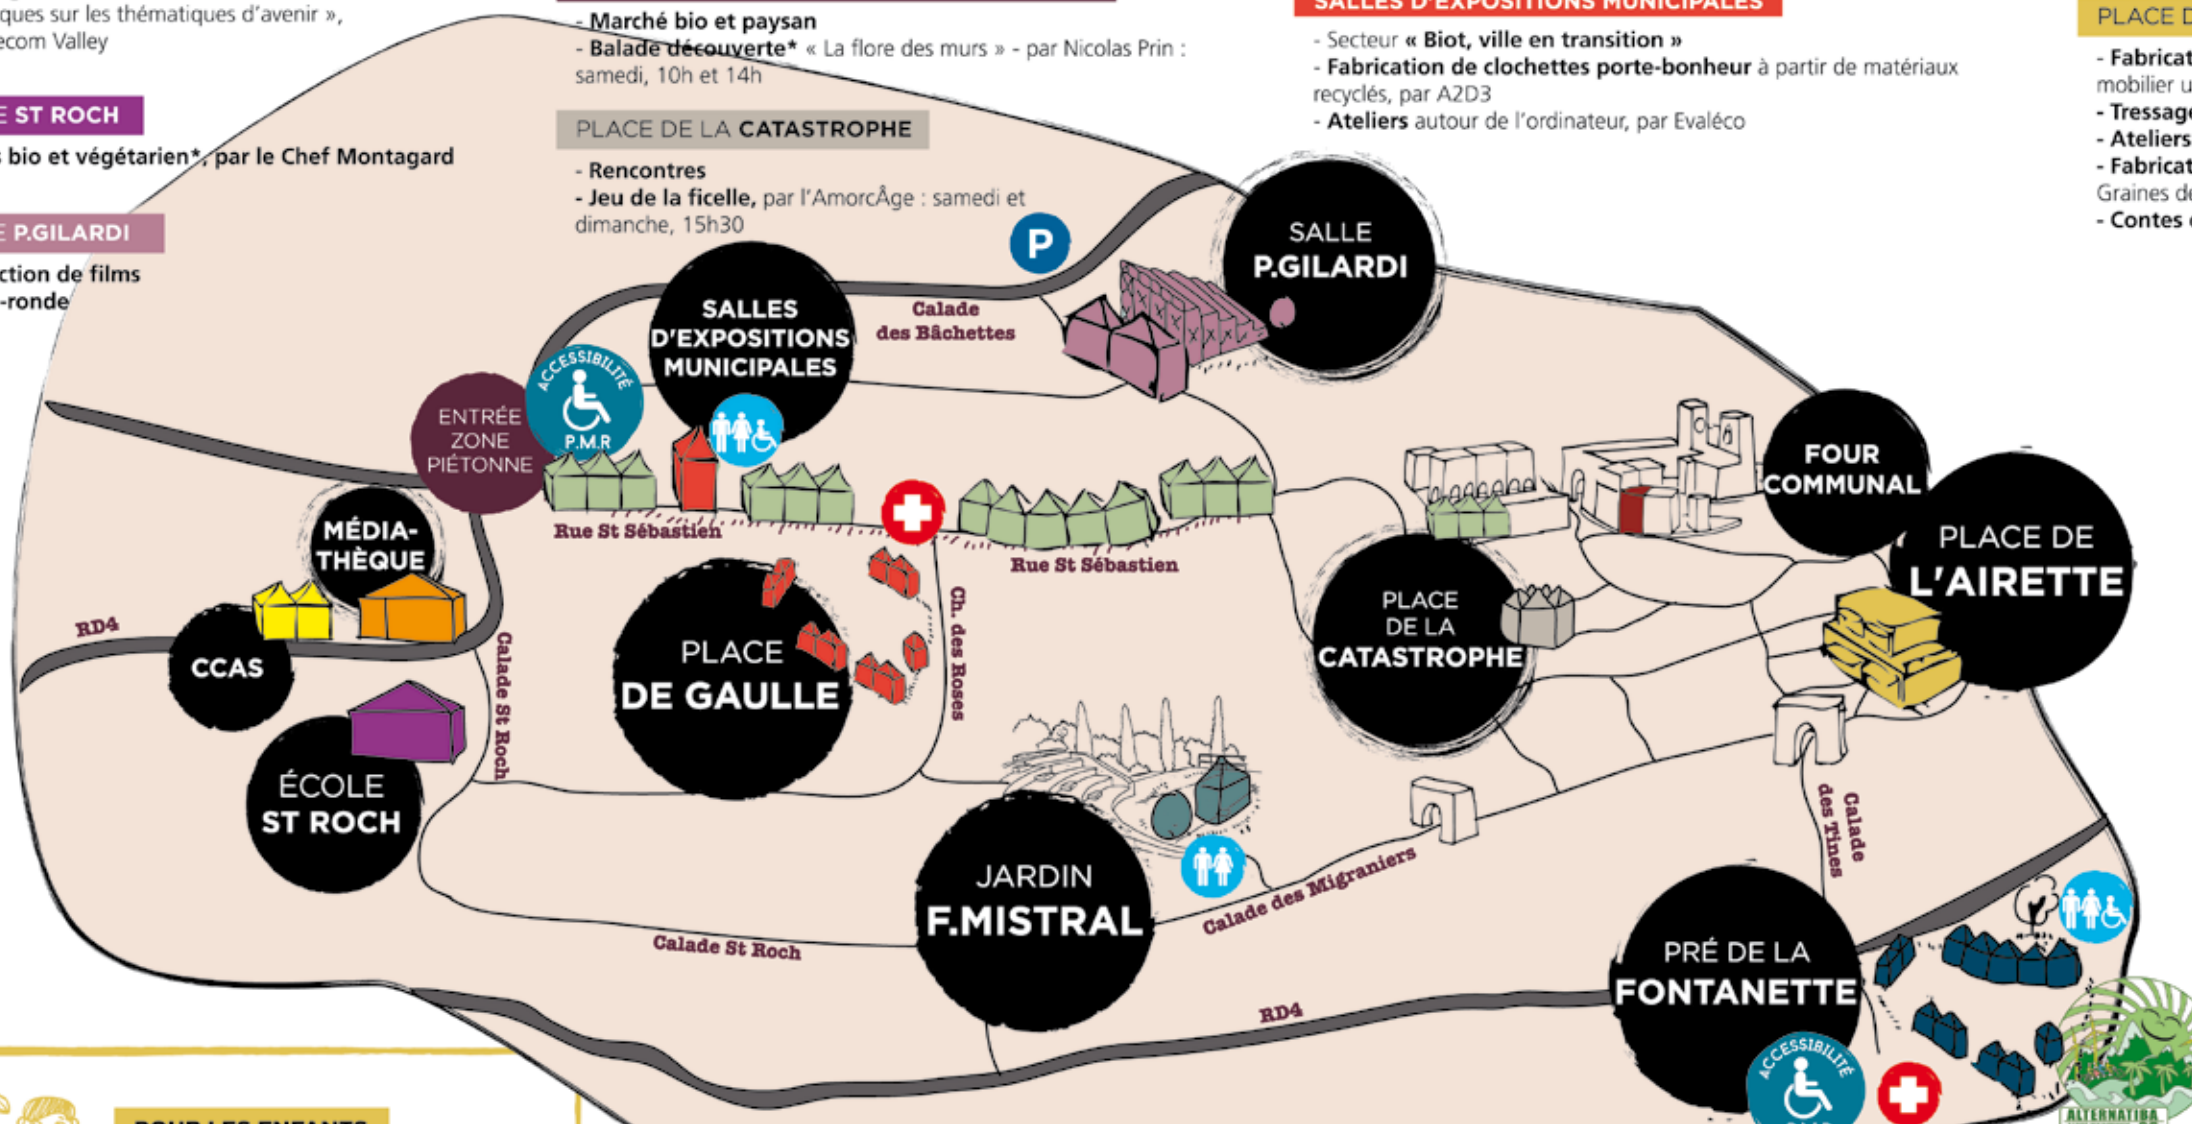 ques sur les thématiques d'avenir »,
ecom Valley
E ST ROCH
s bio et végétarien*, par le Chef Montagard
E P.GILARDI
ction de films
-ronde
- Marché bio et paysan
- Balade découverte* « La flore des murs » - par Nicolas Prin :
samedi, 10h et 14h
PLACE DE LA CATASTROPHE
- Rencontres
- Jeu de la ficelle, par l'AmorcÂge : samedi et
dimanche, 15h30
SALLES D'EXPOSITIONS MUNICIPALES
- Secteur « Biot, ville en transition »
- Fabrication de clochettes porte-bonheur à partir de matériaux
recyclés, par A2D3
- Ateliers autour de l'ordinateur, par Evaléco
PLACE D
- Fabricat
mobilier u
- Tressage
- Ateliers
- Fabricat
Graines de
- Contes
P
SALLE
P.GILARDI
SALLES
D'EXPOSITIONS
MUNICIPALES
Calade
des Bâchettes
ACCESSIBILITÉ
P.M.R
ENTRÉE
ZONE
PIÉTONNE
FOUR
COMMUNAL
MÉDIA-
THÈQUE
Rue St Sébastien
Rue St Sébastien
PLACE DE
L'AIRETTE
PLACE
DE LA
CATASTROPHE
RD4
CCAS
Calade St Roch
PLACE
DE GAULLE
Ch. des Roses
ÉCOLE
ST ROCH
JARDIN
F.MISTRAL
Calade des Migraniers
Calade
des Tines
Calade St Roch
PRÉ DE LA
FONTANETTE
RD4
ACCESSIBILITÉ
ALTERNATIBA
POUR LES ENFANTS